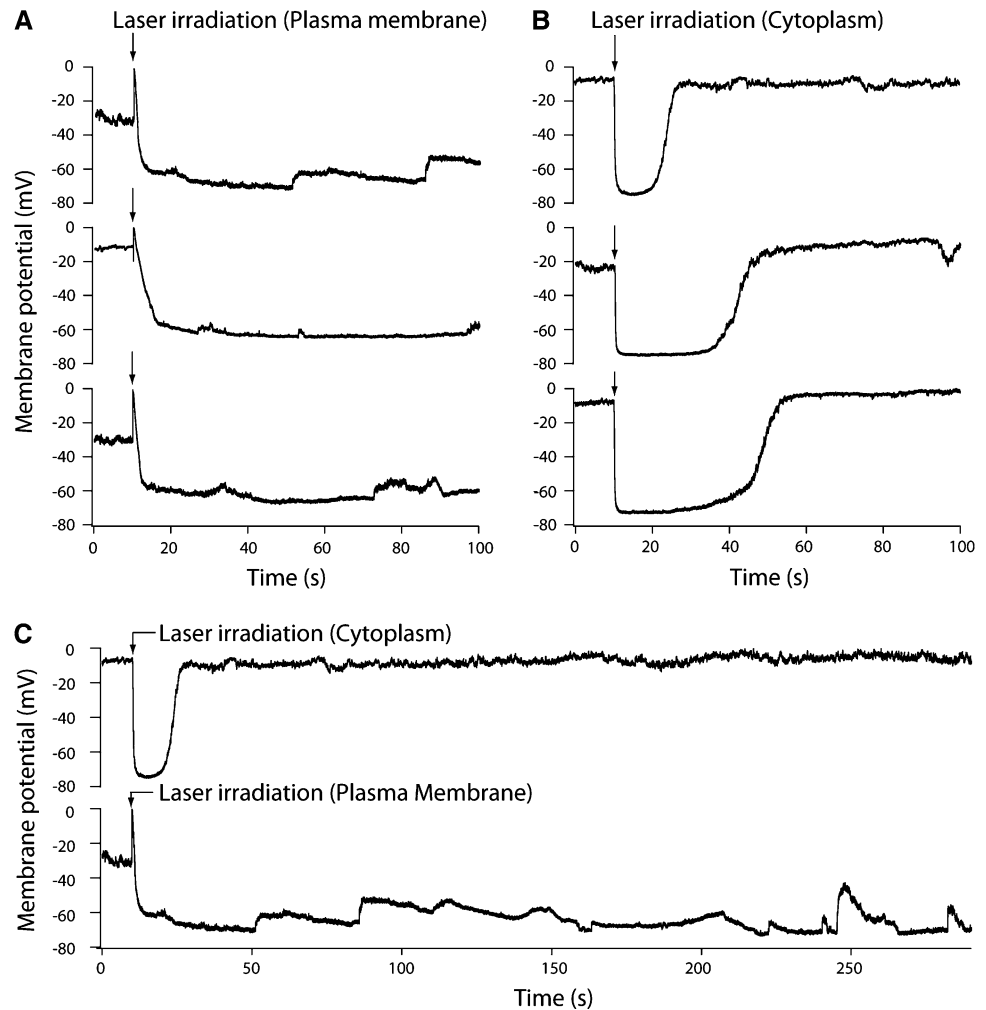 A
Laser irradiation (Plasma membrane)
0
-20
-40
-60
-80
0
-20
-40
-60
-80
0
-20
-40
-60
-80
Membrane potential (mV)
0 20 40 60 80 100
Time (s)
B
Laser irradiation (Cytoplasm)
0
-20
-40
-60
-80
0
-20
-40
-60
-80
0
-20
-40
-60
-80
0 20 40 60 80 100
Time (s)
C
Laser irradiation (Cytoplasm)
0
-20
-40
-60
-80
Laser irradiation (Plasma Membrane)
0
-20
-40
-60
-80
Membrane potential (mV)
0 50 100 150 200 250
Time (s)